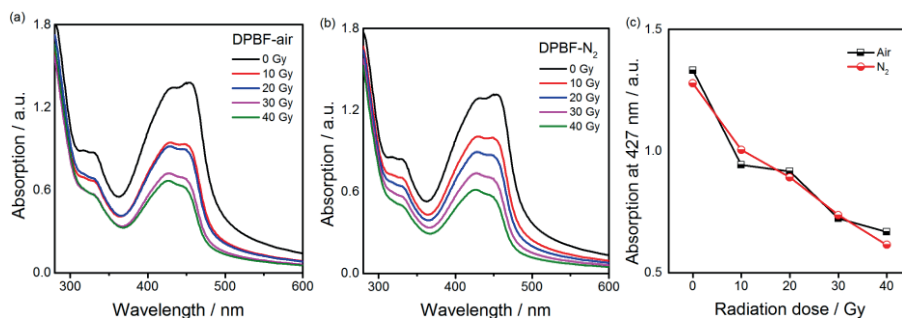 (a)
DPBF-air
0 Gy
10 Gy
20 Gy
30 Gy
40 Gy
Absorption / a.u.
1.8
1.2
0.6
0.0
300
400
500
600
Wavelength / nm
(b)
DPBF-N₂
0 Gy
10 Gy
20 Gy
30 Gy
40 Gy
Absorption / a.u.
1.8
1.2
0.6
0.0
300
400
500
600
Wavelength / nm
(c)
Air
N₂
Absorption at 427 nm / a.u.
1.5
1.0
0.5
0
10
20
30
40
Radiation dose / Gy